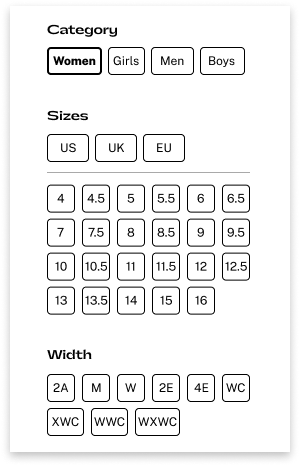 Category
Women Girls Men Boys
Sizes
US UK EU
4 4.5 5 5.5 6 6.5
7 7.5 8 8.5 9 9.5
10 10.5 11 11.5 12 12.5
13 13.5 14 15 16
Width
2A M W 2E 4E WC
XWC WWC WXWC